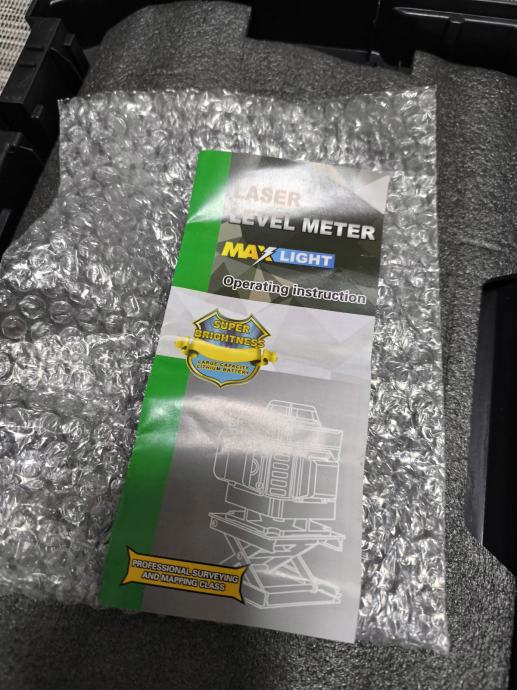 LASER
LEVEL METER
MAX LIGHT
Operating instruction
SUPER
BRIGHTNESS
LARGE CAPACITY
LITHIUM BATTERY
PROFESSIONAL SURVEYING
AND MAPPING CLASS